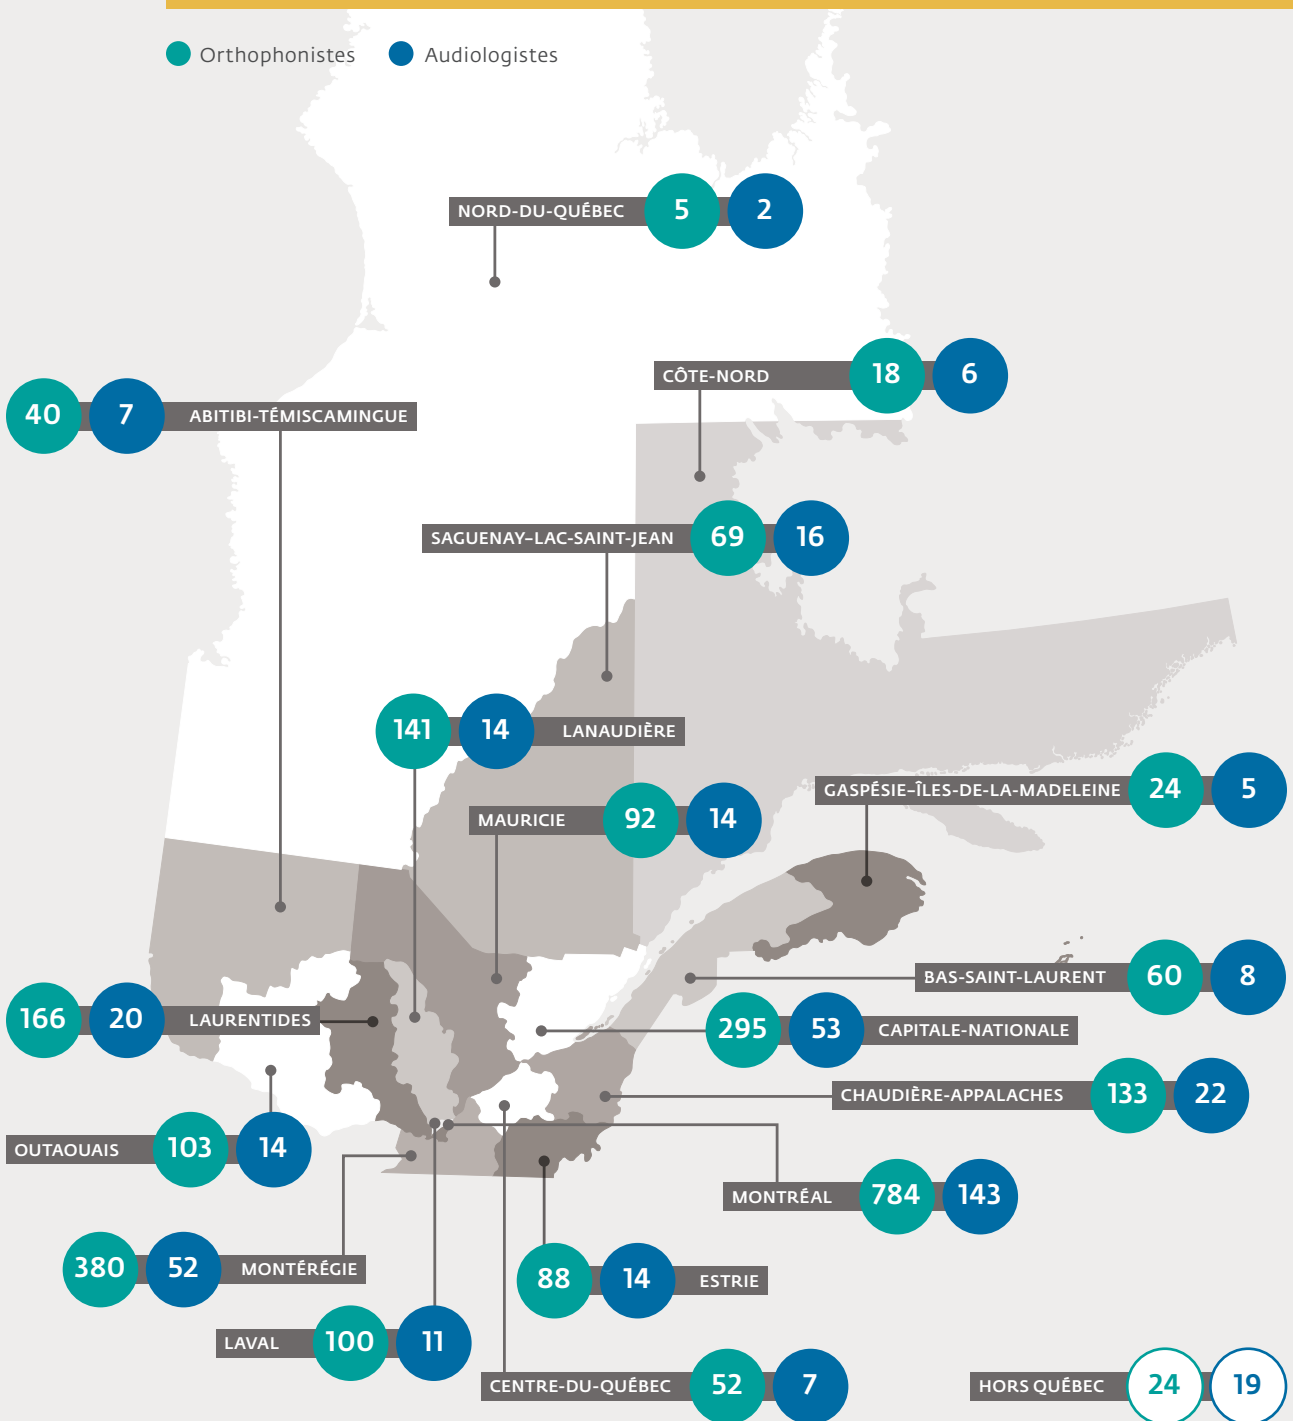 Orthophonistes Audiologistes
NORD-DU-QUÉBEC 5 2
CÔTE-NORD 18 6
40 7 ABITIBI-TÉMISCAMINGUE
SAGUENAY–LAC-SAINT-JEAN 69 16
141 14 LANAUDIÈRE
GASPÉSIE–ÎLES-DE-LA-MADELEINE 24 5
MAURICIE 92 14
BAS-SAINT-LAURENT 60 8
166 20 LAURENTIDES
295 53 CAPITALE-NATIONALE
CHAUDIÈRE-APPALACHES 133 22
OUTAOUAIS 103 14
MONTRÉAL 784 143
380 52 MONTÉRÉGIE
88 14 ESTRIE
LAVAL 100 11
CENTRE-DU-QUÉBEC 52 7
HORS QUÉBEC 24 19